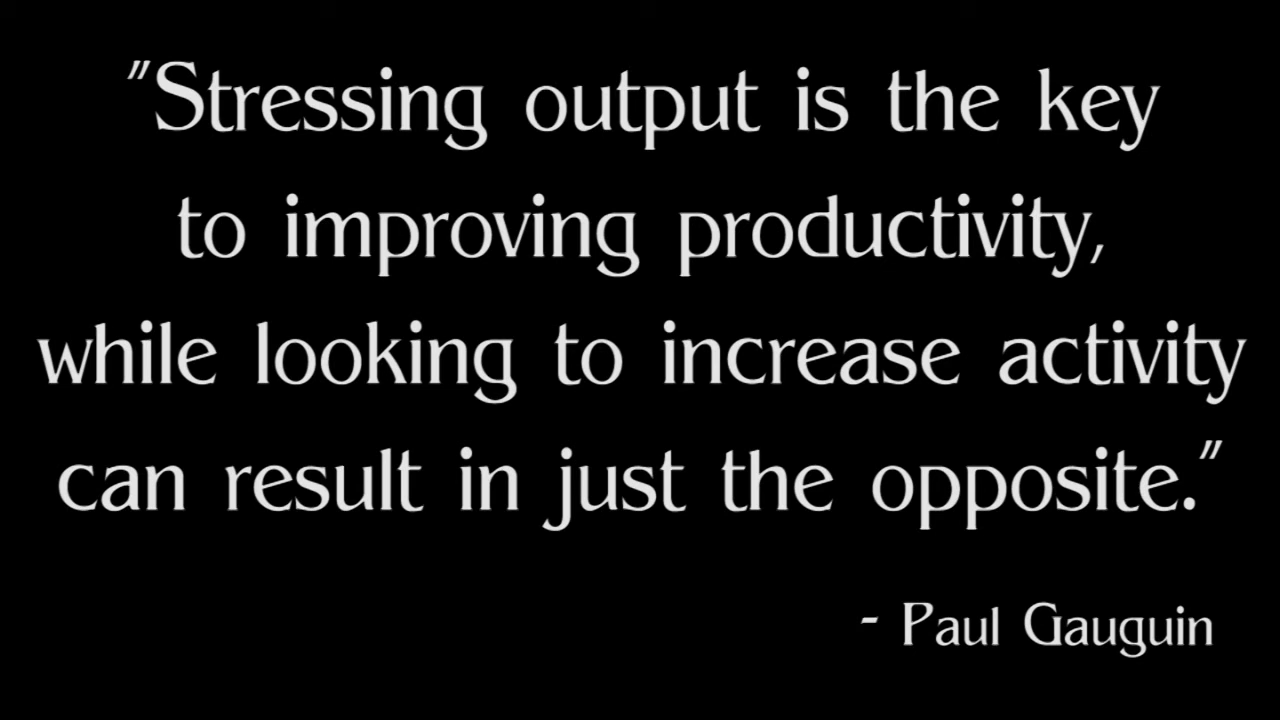 "Stressing output is the key
to improving productivity,
while looking to increase activity
can result in just the opposite."
- Paul Gauguin